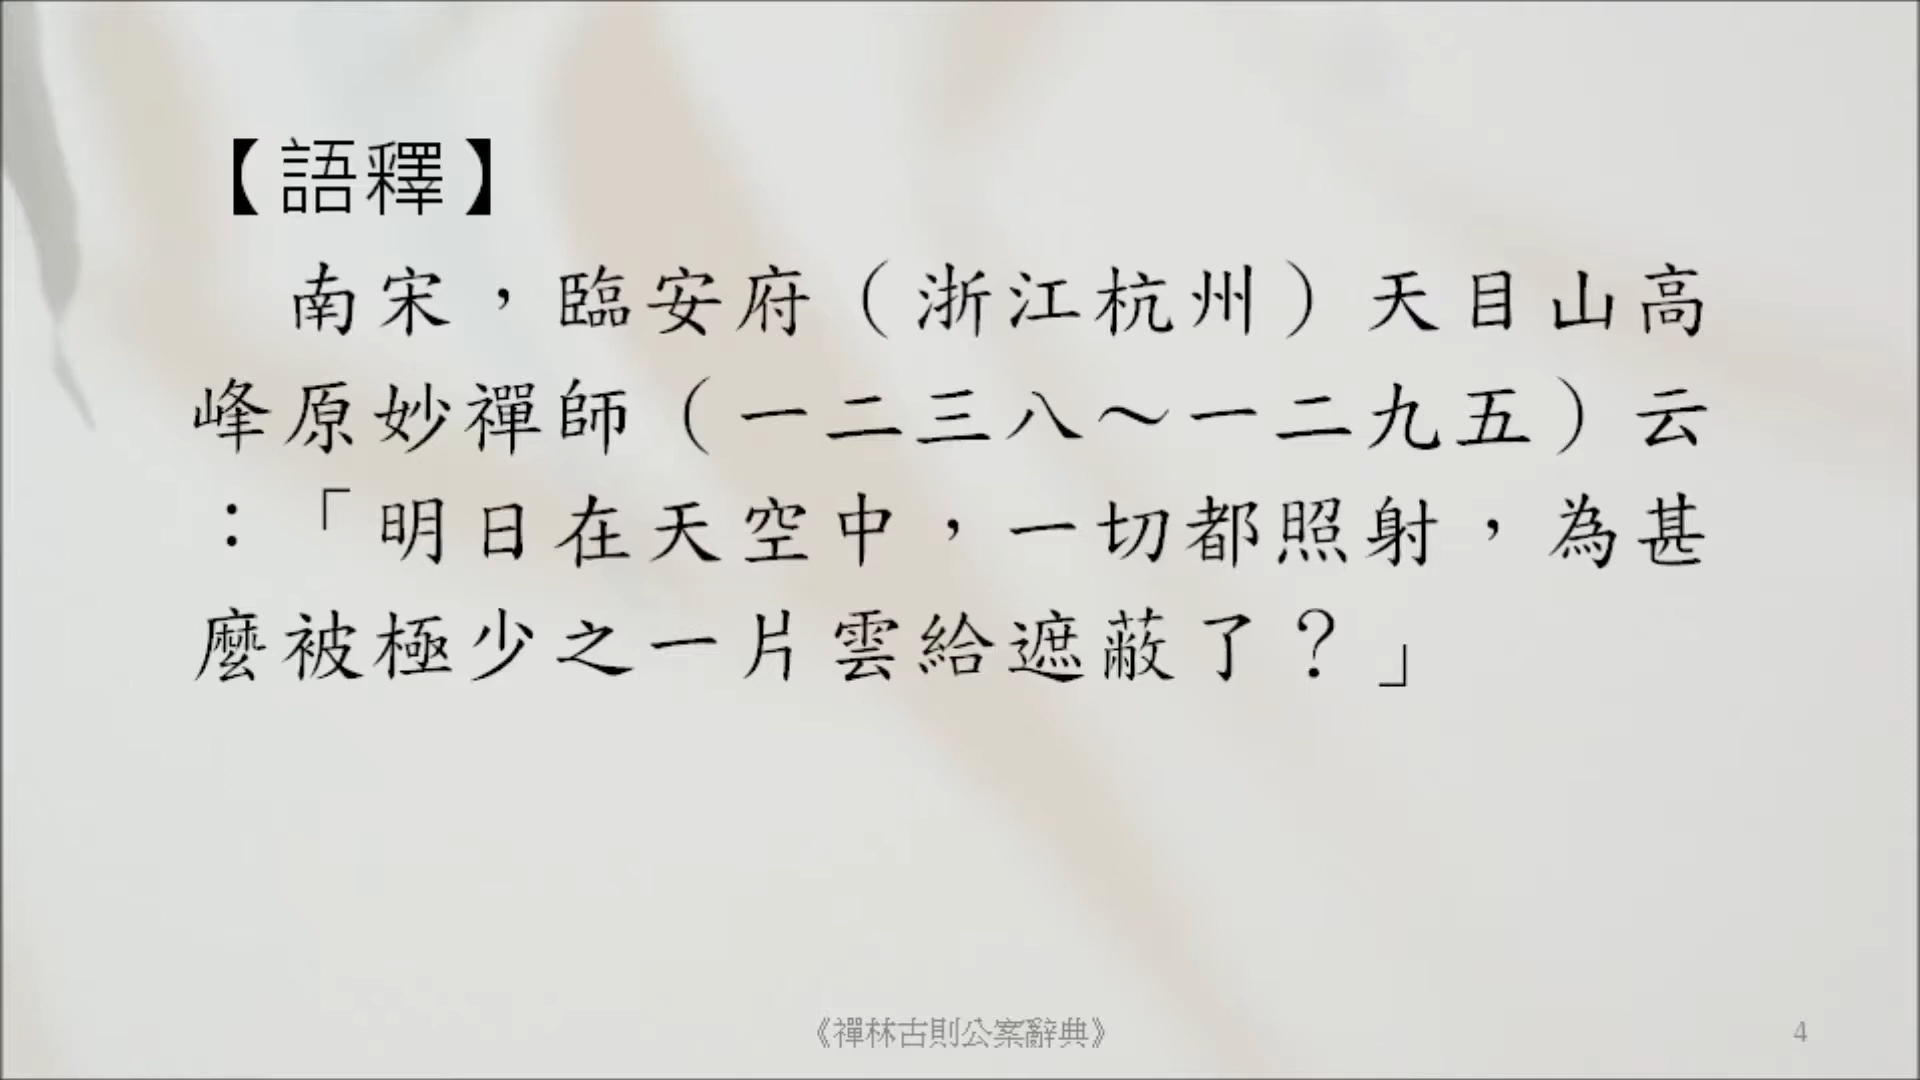 【語釋】
南宋，臨安府（浙江杭州）天目山高
峰原妙禪師（一二三八～一二九五）云
：「明日在天空中，一切都照射，為甚
麼被極少之一片雲給遮蔽了？」
《禪林古則公案辭典》
4